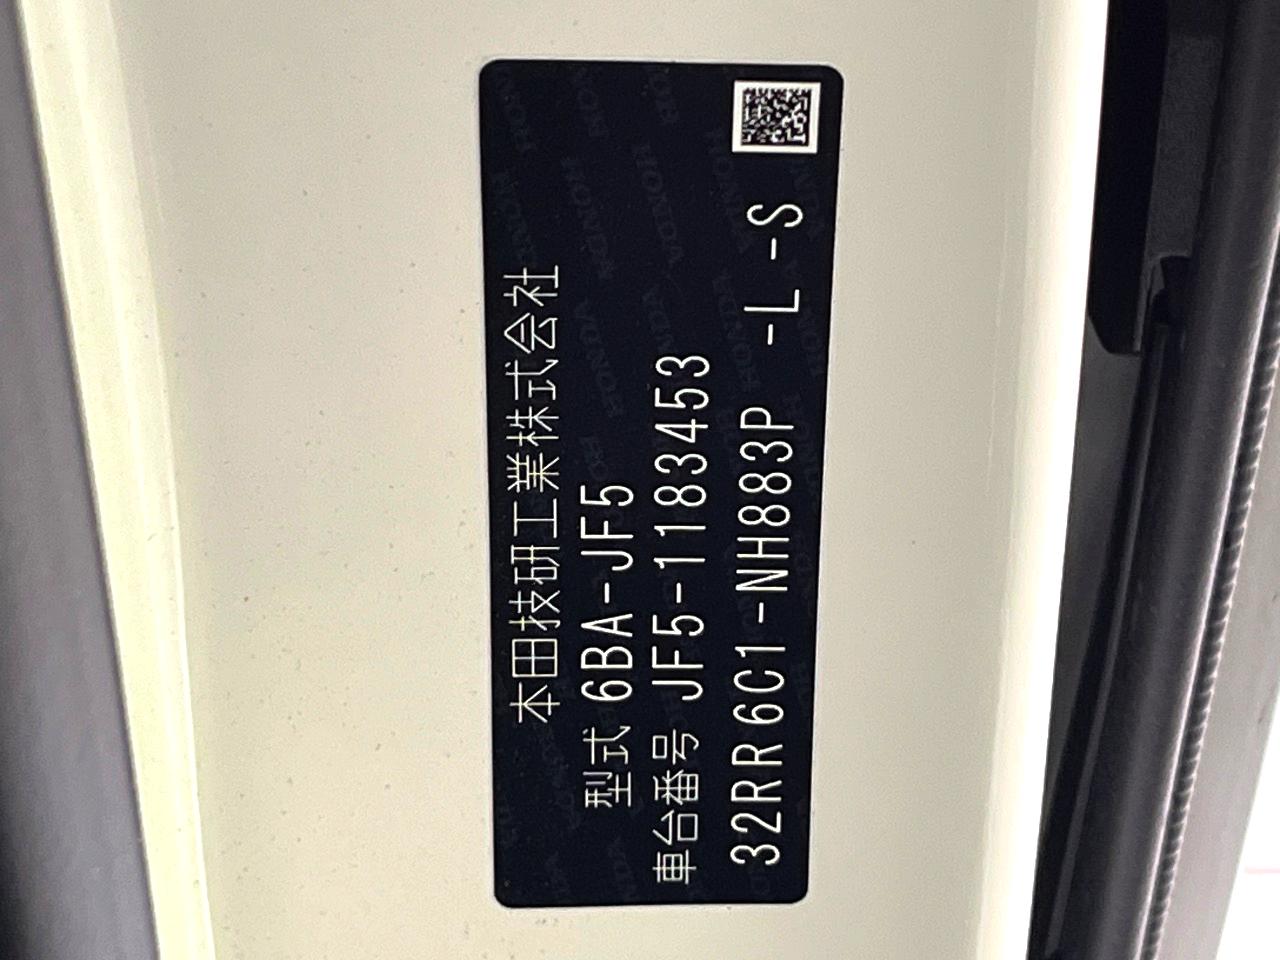 本田技研工業株式会社
型式 6BA-JF5
車台番号 JF5-1183453
32RR6C1-NH883P -L -S